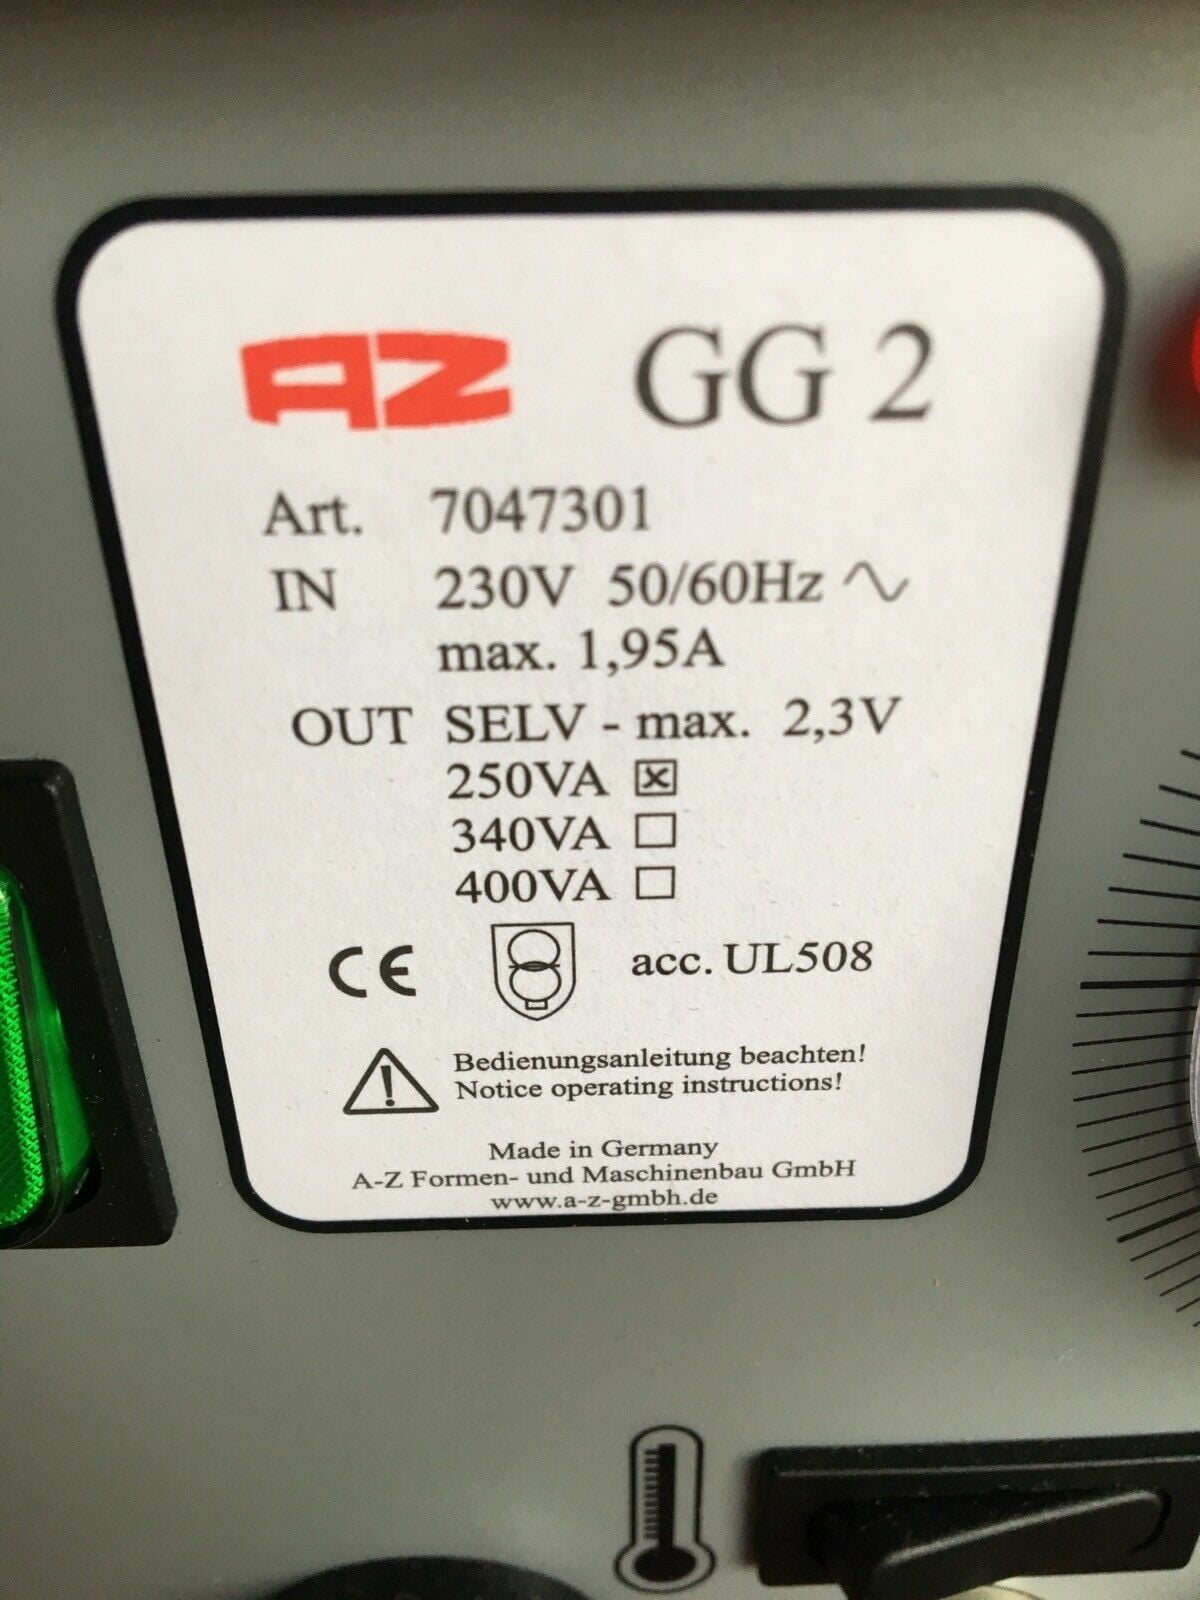 AZ GG 2
Art. 7047301
IN 230V 50/60Hz
max. 1,95A
OUT SELV - max. 2,3V
250VA ☒
340VA ☐
400VA ☐
CE acc. UL508
Bedienungsanleitung beachten!
Notice operating instructions!
Made in Germany
A-Z Formen- und Maschinenbau GmbH
www.a-z-gmbh.de